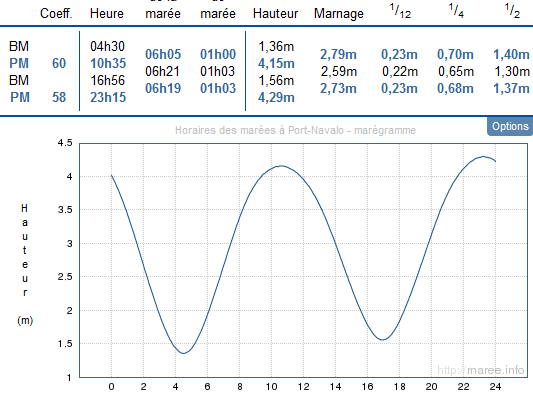 de la de
Coeff. Heure marée marée Hauteur Marnage 1/12 1/4 1/2
BM 04h30 1,36m
06h05 01h00 2,79m 0,23m 0,70m 1,40m
PM 60 10h35 4,15m
06h21 01h03 2,59m 0,22m 0,65m 1,30m
BM 16h56 1,56m
06h19 01h03 2,73m 0,23m 0,68m 1,37m
PM 58 23h15 4,29m
Options
Horaires des marées à Port-Navalo - marégramme
4.5
4
3.5
3
2.5
2
1.5
1
Hauteur
(m)
http://maree.info
0 2 4 6 8 10 12 14 16 18 20 22 24